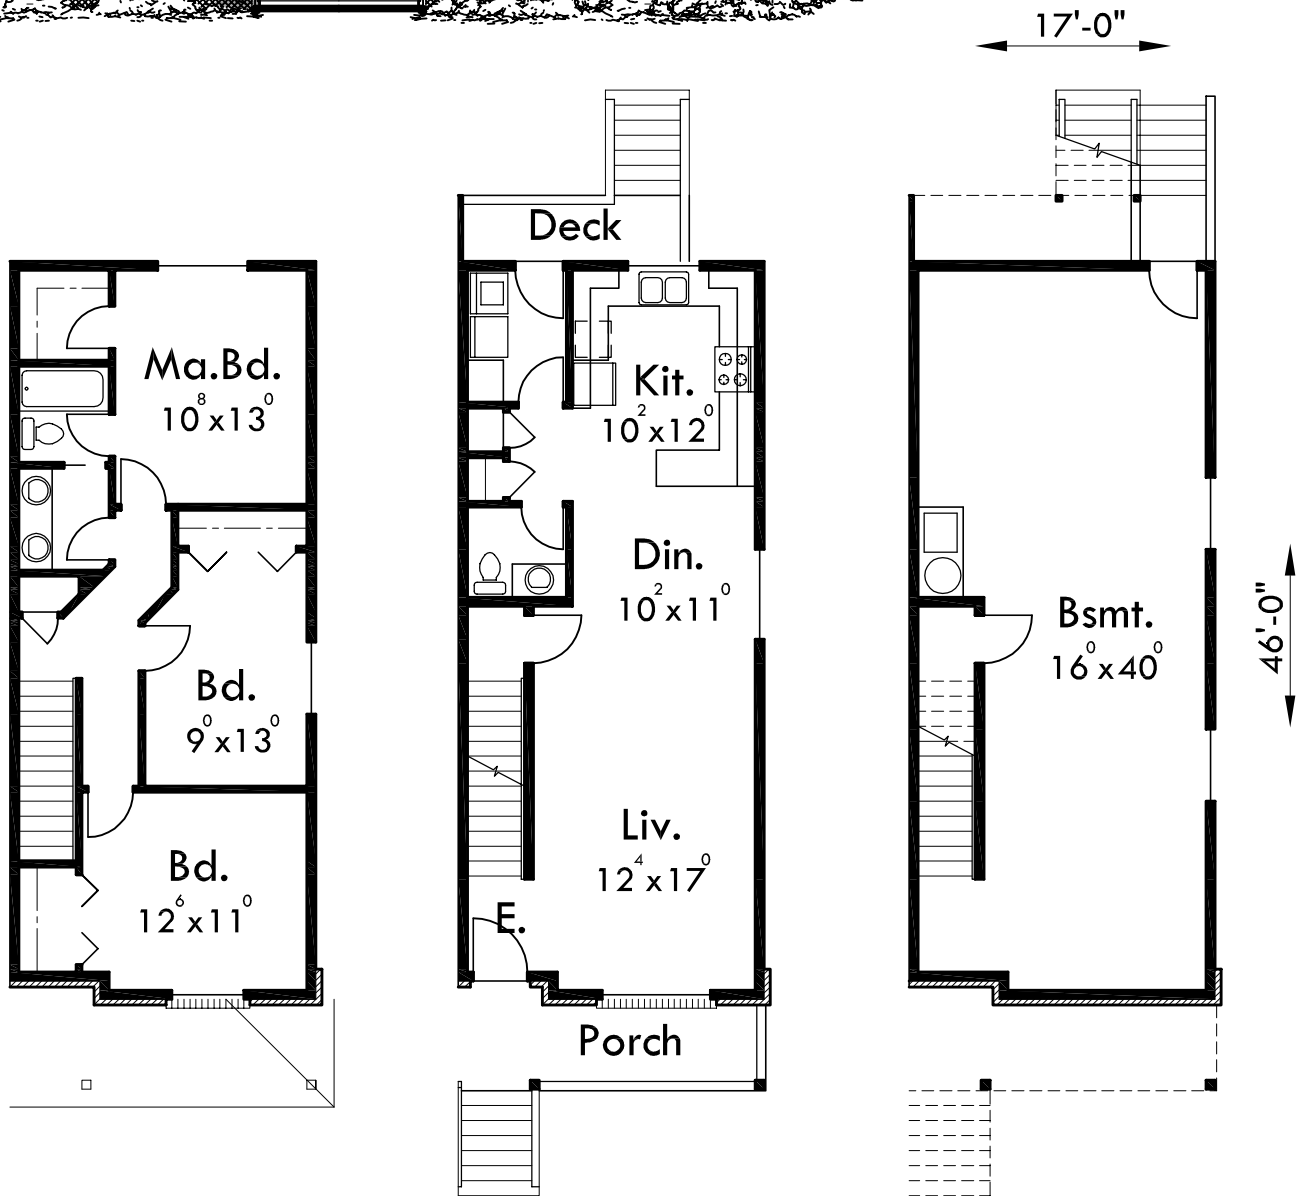 17'-0"
Deck
Ma.Bd.
10⁸x13⁰
Kit.
10²x12⁰
Din.
10²x11⁰
Bsmt.
16⁰x40⁰
46'-0"
Bd.
9⁰x13⁰
Liv.
12⁴x17⁰
Bd.
12⁶x11⁰
E.
Porch